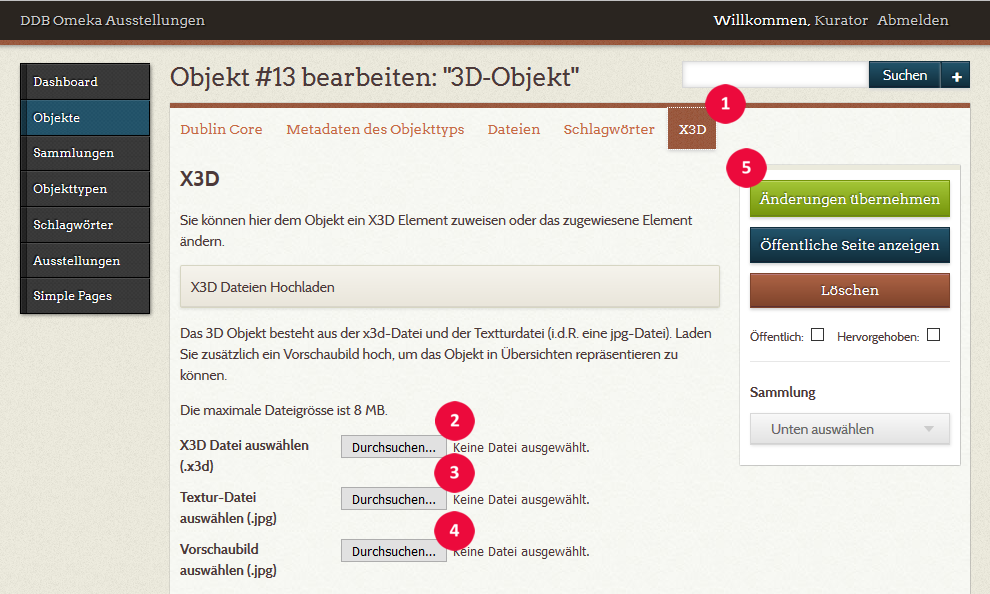 DDB Omeka Ausstellungen
Willkommen, Kurator Abmelden
Dashboard
Objekte
Sammlungen
Objekttypen
Schlagwörter
Ausstellungen
Simple Pages
Objekt #13 bearbeiten: "3D-Objekt"
Suchen +
1
Dublin Core Metadaten des Objekttyps Dateien Schlagwörter X3D
X3D
Sie können hier dem Objekt ein X3D Element zuweisen oder das zugewiesene Element
ändern.
X3D Dateien Hochladen
Das 3D Objekt besteht aus der x3d-Datei und der Textturdatei (i.d.R. eine jpg-Datei). Laden
Sie zusätzlich ein Vorschaubild hoch, um das Objekt in Übersichten repräsentieren zu
können.
Die maximale Dateigrösse ist 8 MB.
2
X3D Datei auswählen
(.x3d)
Durchsuchen... Keine Datei ausgewählt.
3
Textur-Datei
auswählen (.jpg)
Durchsuchen... Keine Datei ausgewählt.
4
Vorschaubild
auswählen (.jpg)
Durchsuchen... Keine Datei ausgewählt.
5
Änderungen übernehmen
Öffentliche Seite anzeigen
Löschen
Öffentlich: Hervorgehoben:
Sammlung
Unten auswählen